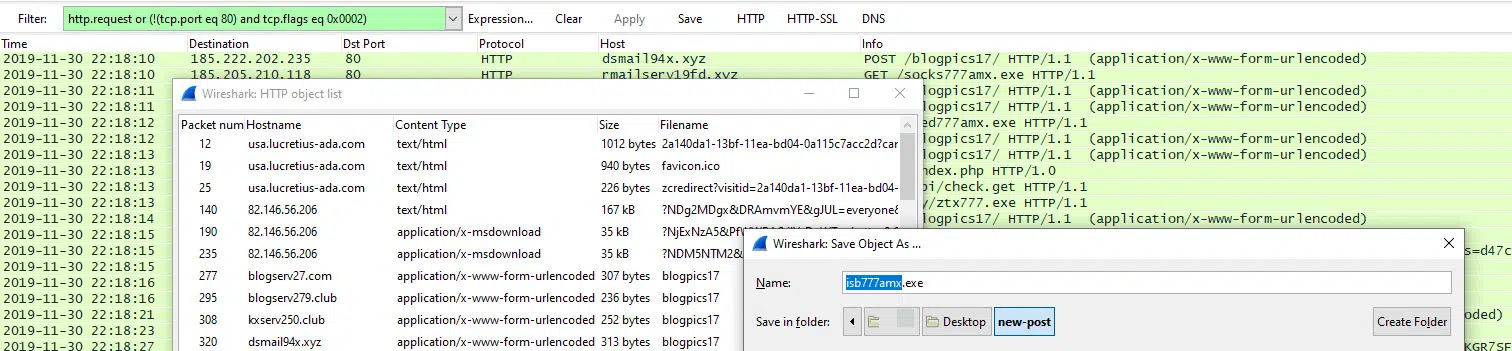 Filter: http.request or (!(tcp.port eq 80) and tcp.flags eq 0x0002) Expression... Clear Apply Save HTTP HTTP-SSL DNS
Time Destination Dst Port Protocol Host Info
2019-11-30 22:18:10 185.222.202.235 80 HTTP dsmail94x.xyz POST /blogpics17/ HTTP/1.1 (application/x-www-form-urlencoded)
2019-11-30 22:18:10 185.205.210.118 80 HTTP rmailserv19fd.xyz GET /socks777amx.exe HTTP/1.1
2019-11-30 22:18:11 logpics17/ HTTP/1.1 (application/x-www-form-urlencoded)
2019-11-30 22:18:11 logpics17/ HTTP/1.1 (application/x-www-form-urlencoded)
2019-11-30 22:18:12 ed777amx.exe HTTP/1.1
2019-11-30 22:18:12 logpics17/ HTTP/1.1 (application/x-www-form-urlencoded)
2019-11-30 22:18:13 logpics17/ HTTP/1.1 (application/x-www-form-urlencoded)
2019-11-30 22:18:13 ndex.php HTTP/1.0
2019-11-30 22:18:13 pi/check.get HTTP/1.1
2019-11-30 22:18:13 /ztx777.exe HTTP/1.1
2019-11-30 22:18:14 logpics17/ HTTP/1.1 (application/x-www-form-urlencoded)
2019-11-30 22:18:15
2019-11-30 22:18:15 s=d47c
2019-11-30 22:18:15
2019-11-30 22:18:16
2019-11-30 22:18:16
2019-11-30 22:18:21 coded)
2019-11-30 22:18:23
2019-11-30 22:18:27 KGR7SF
Wireshark: HTTP object list
Packet num Hostname Content Type Size Filename
12 usa.lucretius-ada.com text/html 1012 bytes 2a140da1-13bf-11ea-bd04-0a115c7acc2d?car
19 usa.lucretius-ada.com text/html 940 bytes favicon.ico
25 usa.lucretius-ada.com text/html 226 bytes zcredirect?visitid=2a140da1-13bf-11ea-bd04-
140 82.146.56.206 text/html 167 kB ?NDg2MDgx&DRAmvmYE&gJUL=everyone&
190 82.146.56.206 application/x-msdownload 35 kB
235 82.146.56.206 application/x-msdownload 35 kB
277 blogserv27.com application/x-www-form-urlencoded 307 bytes blogpics17
295 blogserv279.club application/x-www-form-urlencoded 236 bytes blogpics17
308 kxserv250.club application/x-www-form-urlencoded 252 bytes blogpics17
320 dsmail94x.xyz application/x-www-form-urlencoded 313 bytes blogpics17
Wireshark: Save Object As ...
Name: isb777amx.exe
Save in folder: Desktop new-post Create Folder